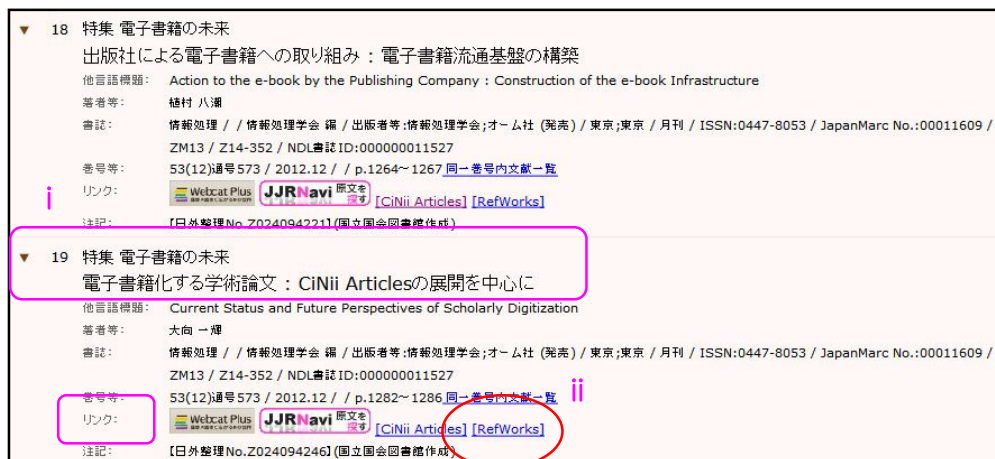 ▼ 18 特集 電子書籍の未来
出版社による電子書籍への取り組み : 電子書籍流通基盤の構築
他言語標題: Action to the e-book by the Publishing Company : Construction of the e-book Infrastructure
著者等: 植村 八潮
書誌: 情報処理 / / 情報処理学会 編 / 出版者等:情報処理学会;オーム社 (発売) / 東京;東京 / 月刊 / ISSN:0447-8053 / JapanMarc No.:00011609 /
ZM13 / Z14-352 / NDL書誌ID:000000011527
巻号等: 53(12)通号573 / 2012.12 / / p.1264~1267 同一巻号内文献一覧
i リンク: Webcat Plus JJRNavi 原文を探す [CiNii Articles] [RefWorks]
注記: 【日外整理No.Z024094221】(国立国会図書館作成)
▼ 19 特集 電子書籍の未来
電子書籍化する学術論文 : CiNii Articlesの展開を中心に
他言語標題: Current Status and Future Perspectives of Scholarly Digitization
著者等: 大向 一輝
書誌: 情報処理 / / 情報処理学会 編 / 出版者等:情報処理学会;オーム社 (発売) / 東京;東京 / 月刊 / ISSN:0447-8053 / JapanMarc No.:00011609 /
ZM13 / Z14-352 / NDL書誌ID:000000011527
巻号等: 53(12)通号573 / 2012.12 / / p.1282~1286 同一巻号内文献一覧 ii
リンク: Webcat Plus JJRNavi 原文を探す [CiNii Articles] [RefWorks]
注記: 【日外整理No.Z024094246】(国立国会図書館作成)